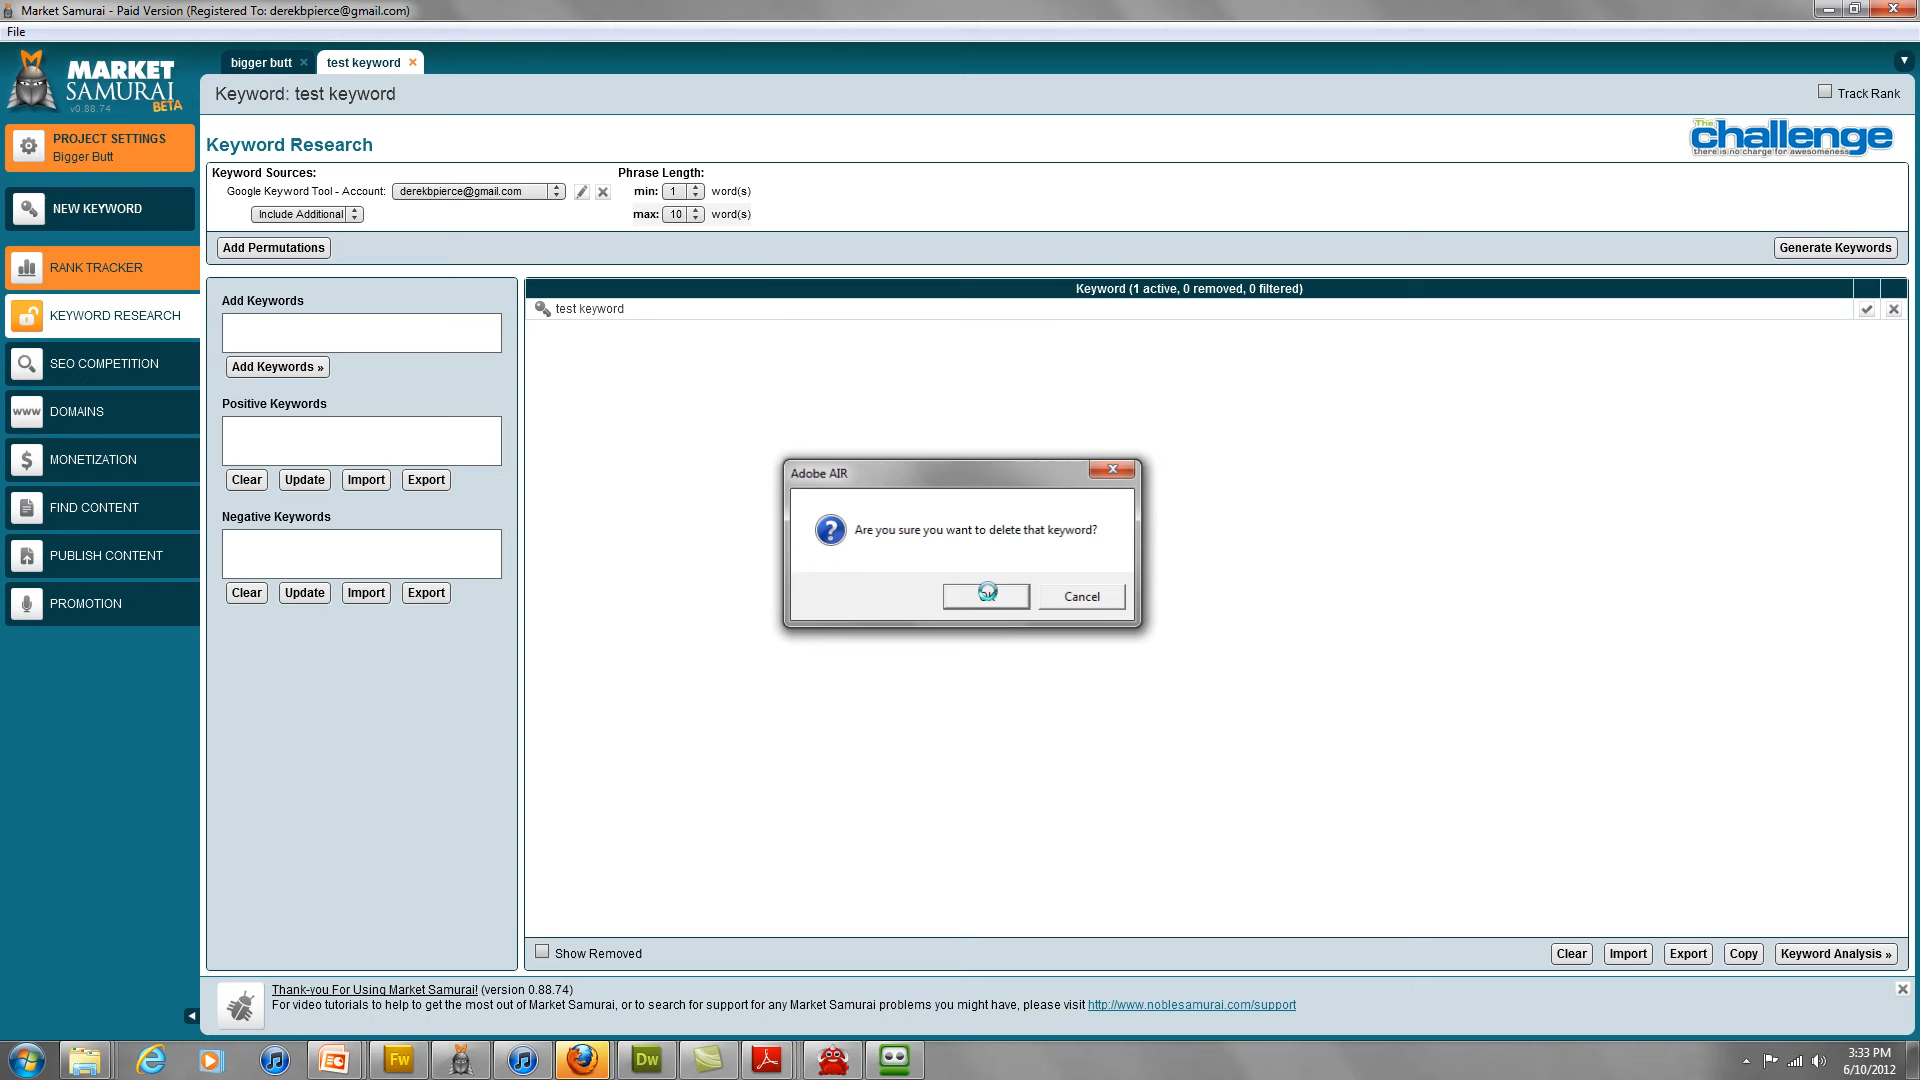 Market Samurai - Paid Version (Registered To: derekbpierce@gmail.com)
File
MARKET
SAMURAI
v0.88.74 BETA
bigger butt
test keyword
Keyword: test keyword
Track Rank
PROJECT SETTINGS
Bigger Butt
Keyword Research
The
challenge
there is no charge for awesomeness
Keyword Sources:
Phrase Length:
Google Keyword Tool - Account: derekbpierce@gmail.com
min: 1 word(s)
Include Additional
max: 10 word(s)
NEW KEYWORD
Add Permutations
Generate Keywords
RANK TRACKER
KEYWORD RESEARCH
SEO COMPETITION
www DOMAINS
MONETIZATION
FIND CONTENT
PUBLISH CONTENT
PROMOTION
Add Keywords
Add Keywords »
Positive Keywords
Clear Update Import Export
Negative Keywords
Clear Update Import Export
Keyword (1 active, 0 removed, 0 filtered)
test keyword
Adobe AIR
Are you sure you want to delete that keyword?
Cancel
Show Removed
Clear Import Export Copy Keyword Analysis »
Thank-you For Using Market Samurai! (version 0.88.74)
For video tutorials to help to get the most out of Market Samurai, or to search for support for any Market Samurai problems you might have, please visit http://www.noblesamurai.com/support
Fw
Dw
3:33 PM
6/10/2012